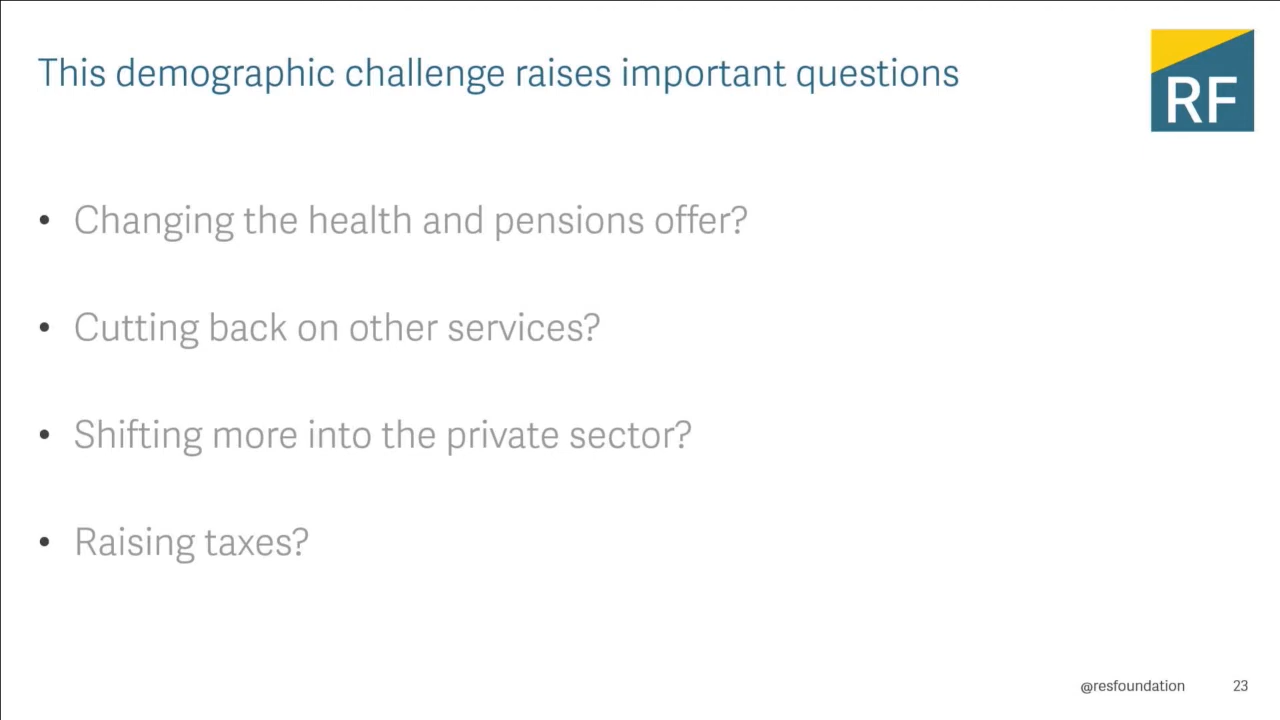 This demographic challenge raises important questions
RF
• Changing the health and pensions offer?
• Cutting back on other services?
• Shifting more into the private sector?
• Raising taxes?
@resfoundation 23